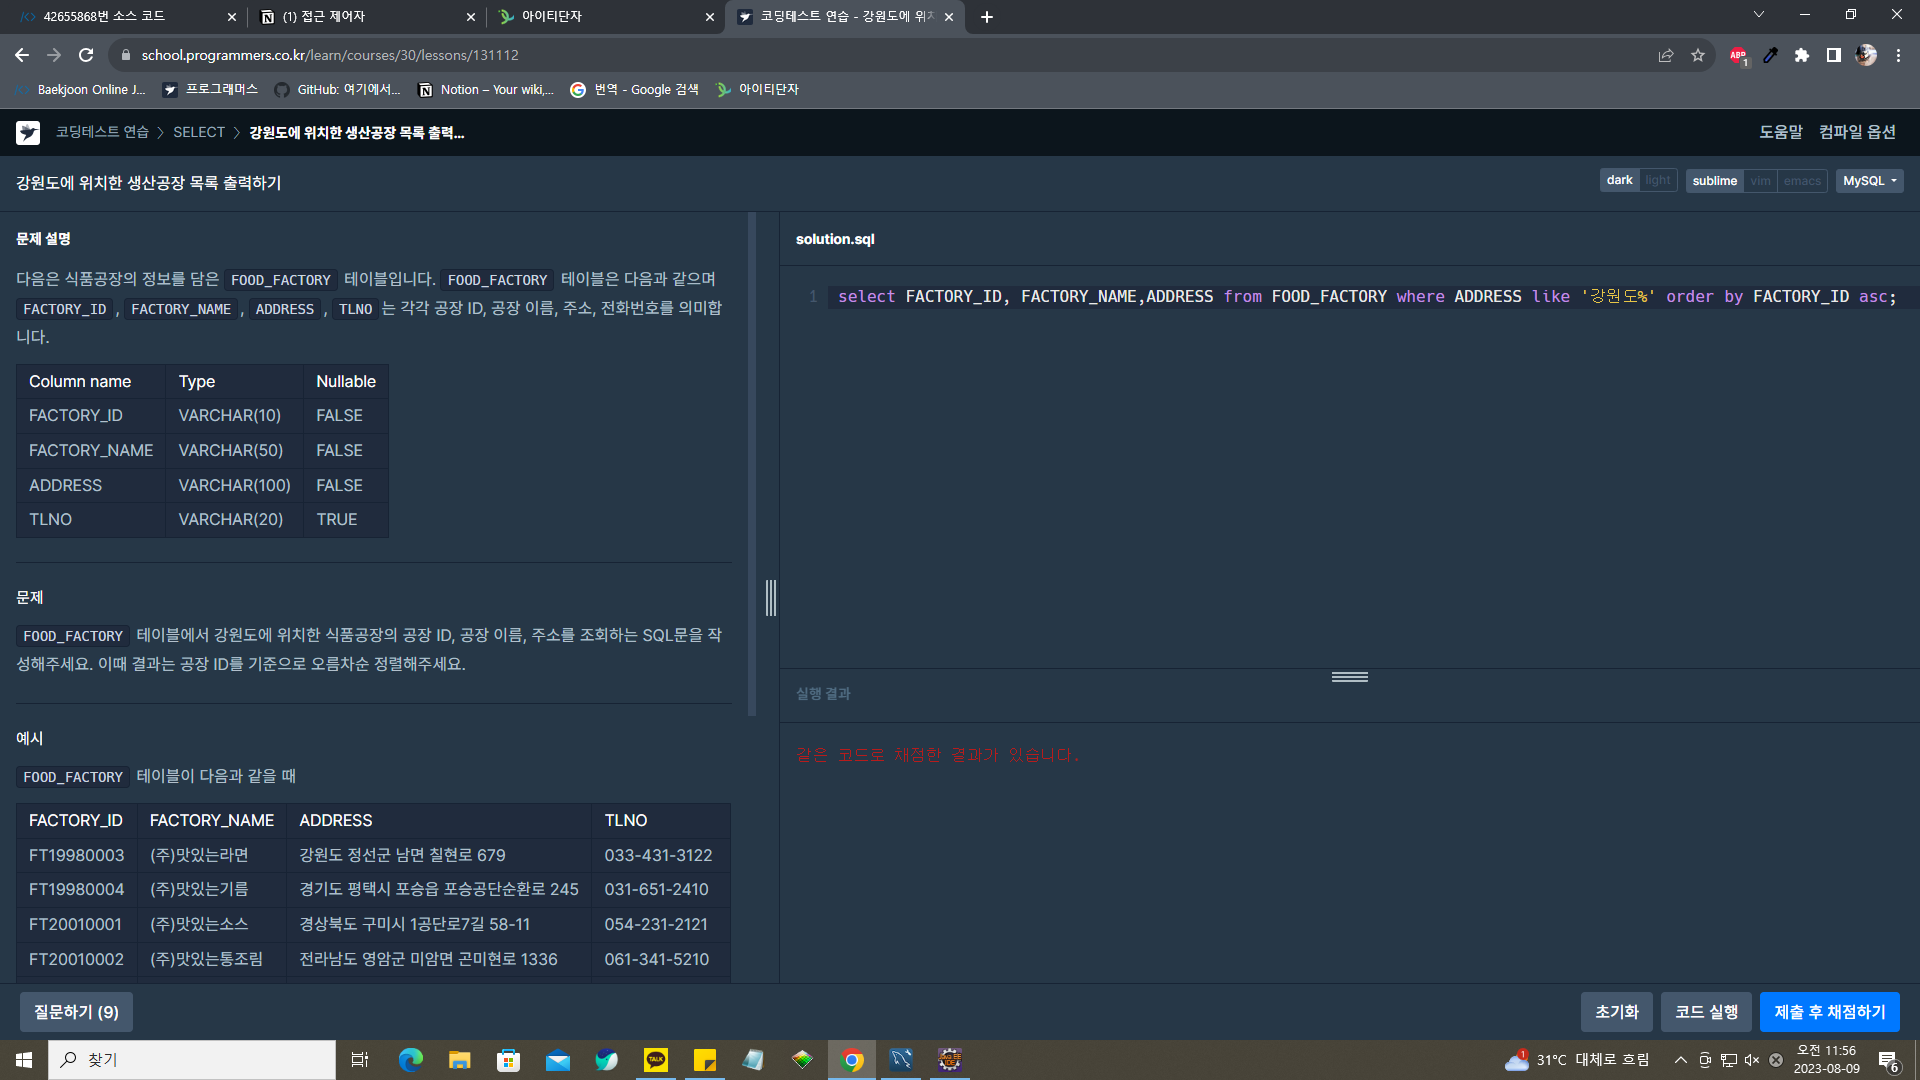 42655868번 소스 코드
(1) 접근 제어자
아이티단자
코딩테스트 연습 - 강원도에 위치
school.programmers.co.kr/learn/courses/30/lessons/131112
ABP
1
Baekjoon Online J...
프로그래머스
GitHub: 여기에서...
Notion – Your wiki,...
번역 - Google 검색
아이티단자
코딩테스트 연습
SELECT
강원도에 위치한 생산공장 목록 출력...
도움말
컴파일 옵션
강원도에 위치한 생산공장 목록 출력하기
dark light
sublime vim emacs
MySQL
문제 설명
다음은 식품공장의 정보를 담은 FOOD_FACTORY 테이블입니다. FOOD_FACTORY 테이블은 다음과 같으며
FACTORY_ID, FACTORY_NAME, ADDRESS, TLNO는 각각 공장 ID, 공장 이름, 주소, 전화번호를 의미합
니다.
Column name Type Nullable
FACTORY_ID VARCHAR(10) FALSE
FACTORY_NAME VARCHAR(50) FALSE
ADDRESS VARCHAR(100) FALSE
TLNO VARCHAR(20) TRUE
문제
FOOD_FACTORY 테이블에서 강원도에 위치한 식품공장의 공장 ID, 공장 이름, 주소를 조회하는 SQL문을 작
성해주세요. 이때 결과는 공장 ID를 기준으로 오름차순 정렬해주세요.
예시
FOOD_FACTORY 테이블이 다음과 같을 때
FACTORY_ID FACTORY_NAME ADDRESS TLNO
FT19980003 (주)맛있는라면 강원도 정선군 남면 칠현로 679 033-431-3122
FT19980004 (주)맛있는기름 경기도 평택시 포승읍 포승공단순환로 245 031-651-2410
FT20010001 (주)맛있는소스 경상북도 구미시 1공단로7길 58-11 054-231-2121
FT20010002 (주)맛있는통조림 전라남도 영암군 미암면 곤미현로 1336 061-341-5210
solution.sql
1 select FACTORY_ID, FACTORY_NAME,ADDRESS from FOOD_FACTORY where ADDRESS like '강원도%' order by FACTORY_ID asc;
실행 결과
같은 코드로 채점한 결과가 있습니다.
질문하기 (9)
초기화
코드 실행
제출 후 채점하기
찾기
TALK
1
31°C 대체로 흐림
오전 11:56
2023-08-09
6